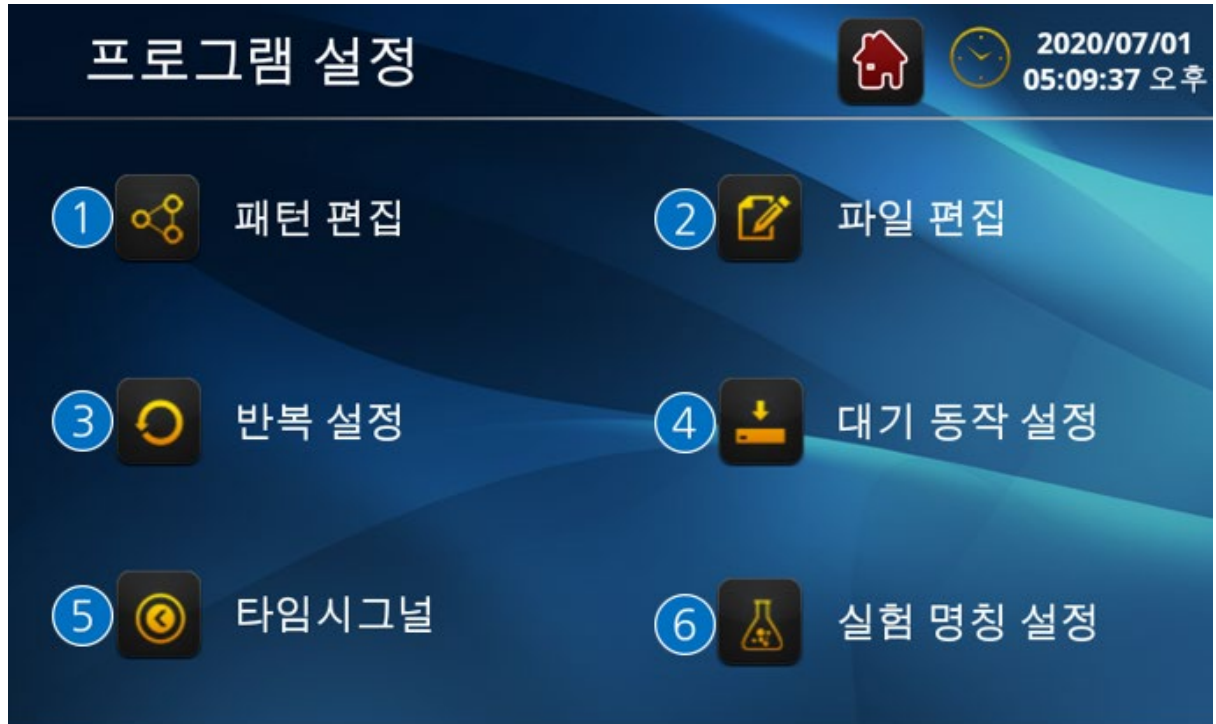 프로그램 설정
2020/07/01
05:09:37 오후
1 패턴 편집
2 파일 편집
3 반복 설정
4 대기 동작 설정
5 타임시그널
6 실험 명칭 설정